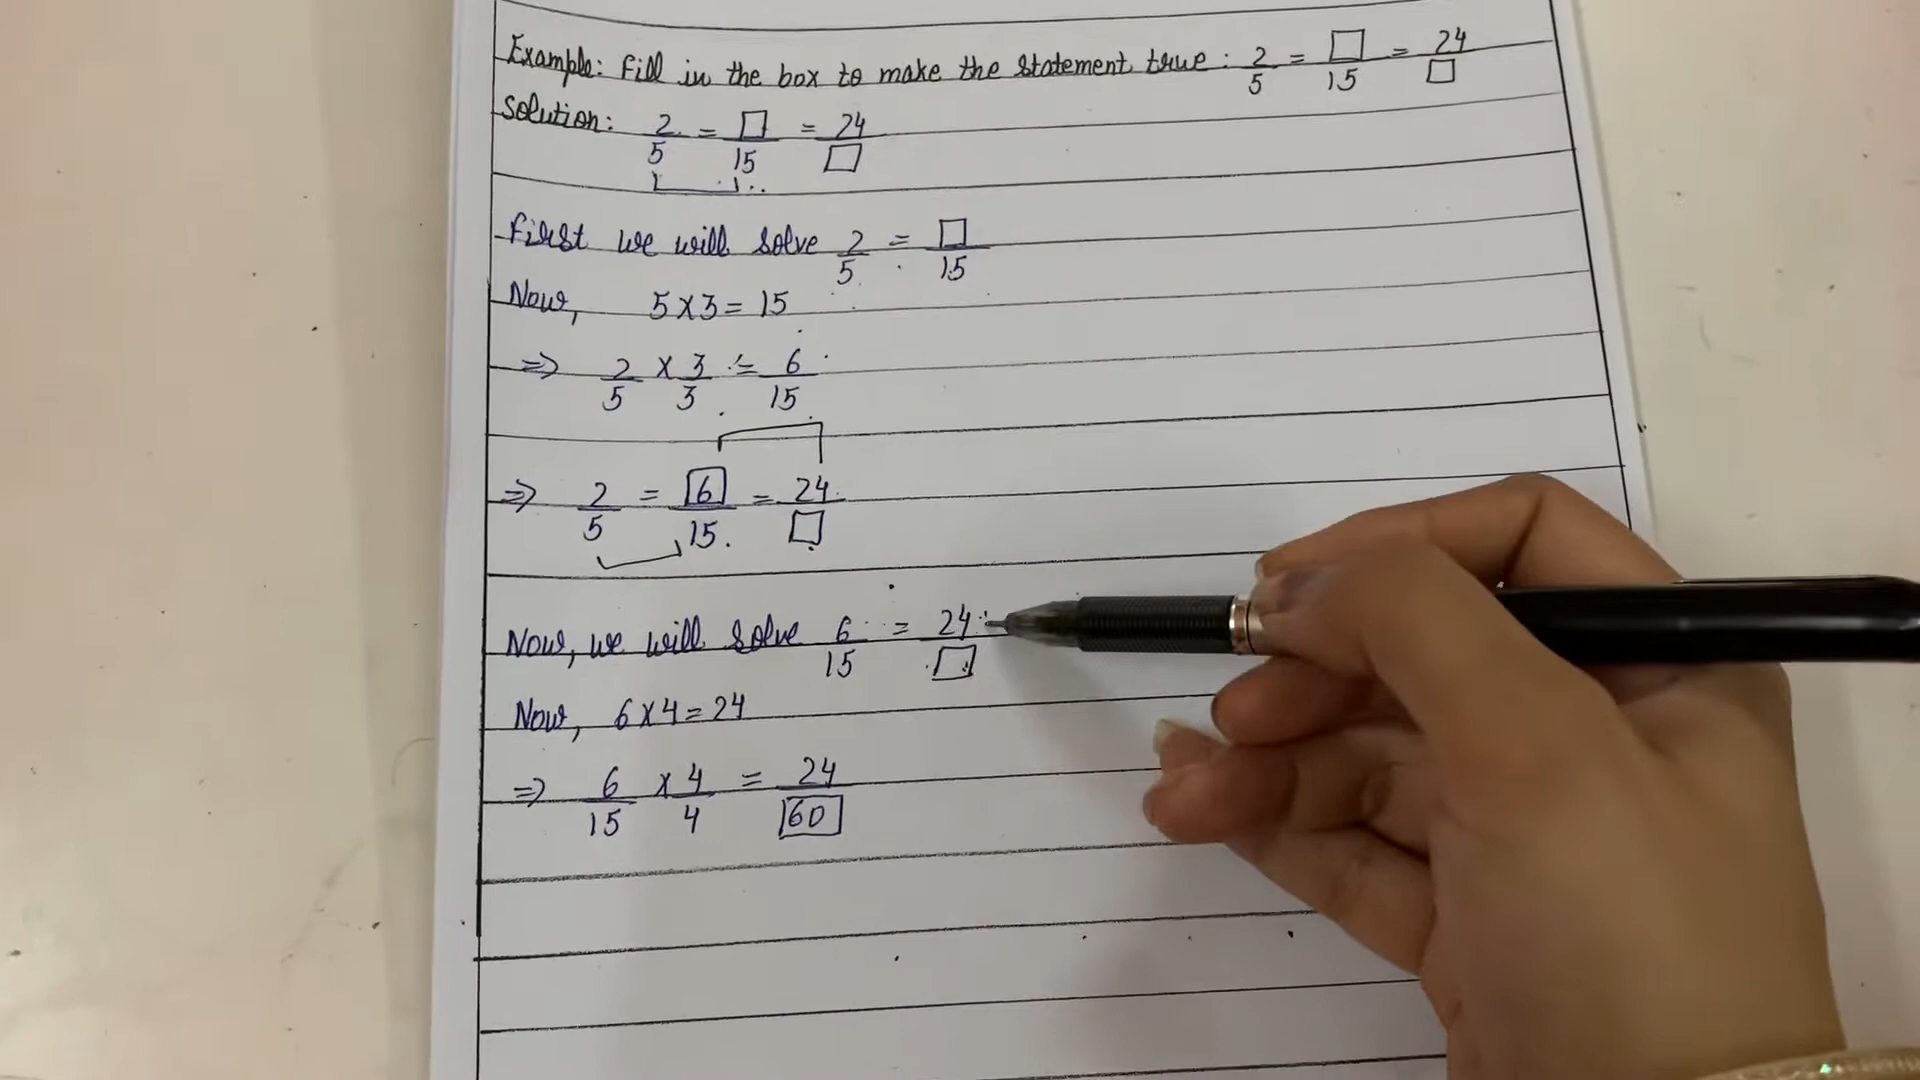 Example: Fill in the box to make the statement true: 2/5 = □/15 = 24/□
Solution: 2/5 = □/15 = 24/□
First we will solve 2/5 = □/15
Now, 5 × 3 = 15
⇒ 2/5 × 3/3 = 6/15
⇒ 2/5 = 6/15 = 24/□
Now, we will solve 6/15 = 24/□
Now, 6 × 4 = 24
⇒ 6/15 × 4/4 = 24/60